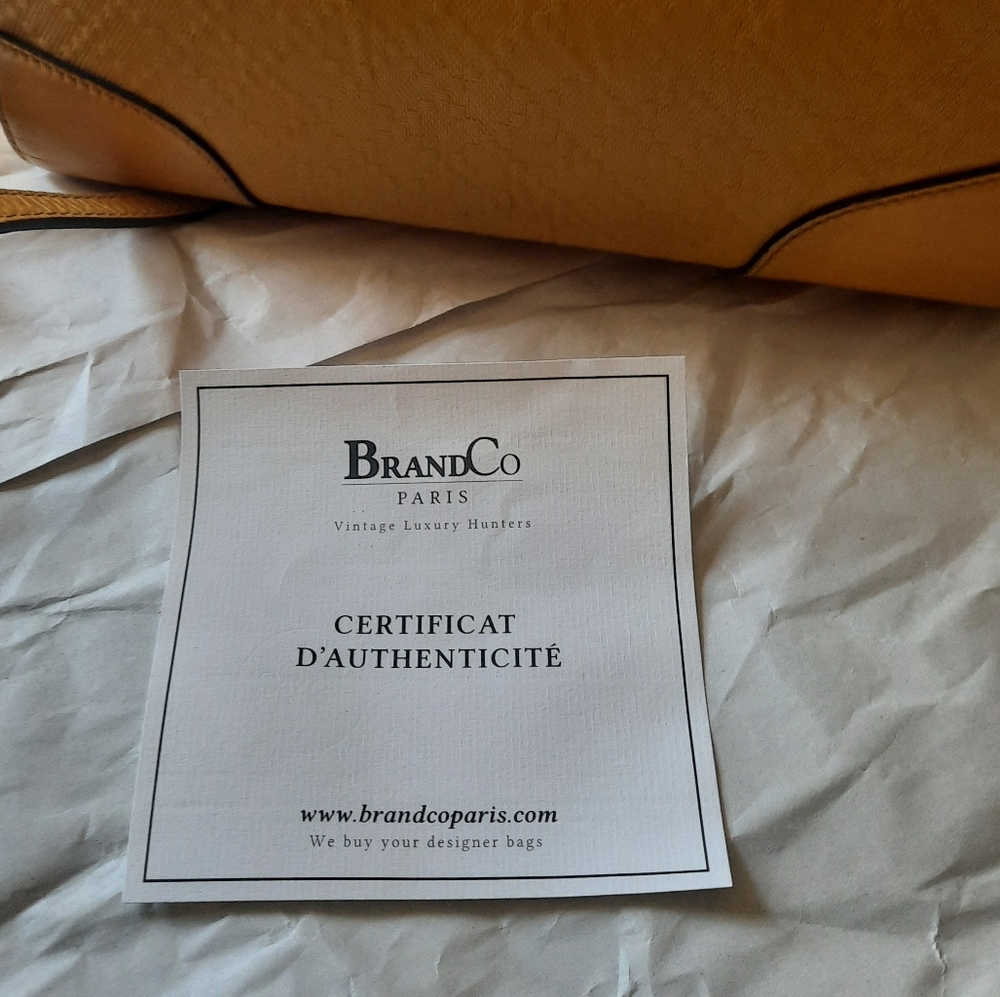 BRANDCO
PARIS
Vintage Luxury Hunters
CERTIFICAT
D’AUTHENTICITÉ
www.brandcoparis.com
We buy your designer bags